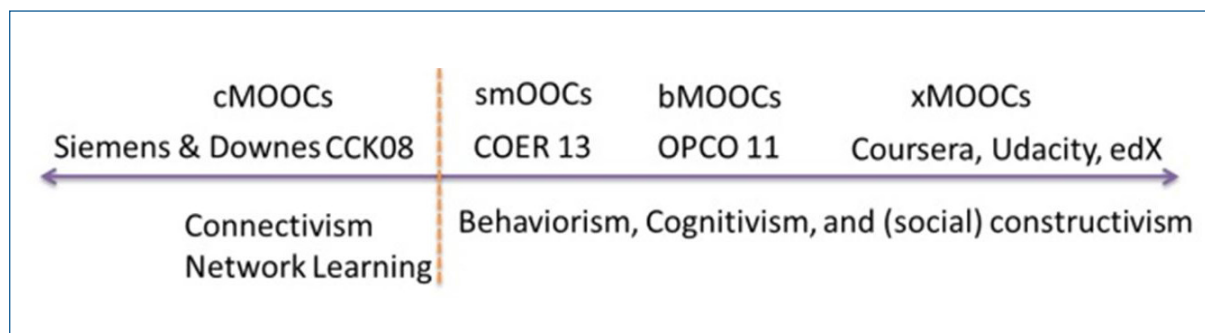 cMOOCs smOOCs bMOOCs xMOOCs
Siemens & Downes CCK08 COER 13 OPCO 11 Coursera, Udacity, edX
Connectivism Behaviorism, Cognitivism, and (social) constructivism
Network Learning